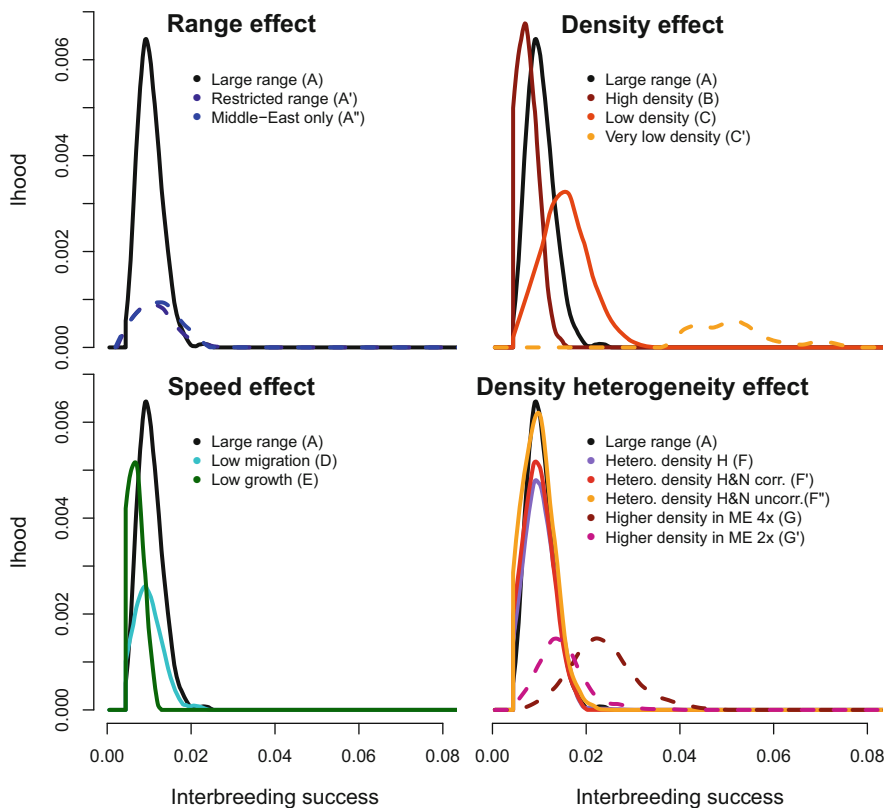 Range effect
Large range (A)
Restricted range (A')
Middle−East only (A'')
lhood
0.006
0.004
0.002
0.000
Density effect
Large range (A)
High density (B)
Low density (C)
Very low density (C')
Speed effect
Large range (A)
Low migration (D)
Low growth (E)
lhood
0.006
0.004
0.002
0.000
0.00
0.02
0.04
0.06
0.08
Interbreeding success
Density heterogeneity effect
Large range (A)
Hetero. density H (F)
Hetero. density H&N corr. (F')
Hetero. density H&N uncorr.(F'')
Higher density in ME 4x (G)
Higher density in ME 2x (G')
0.00
0.02
0.04
0.06
0.08
Interbreeding success